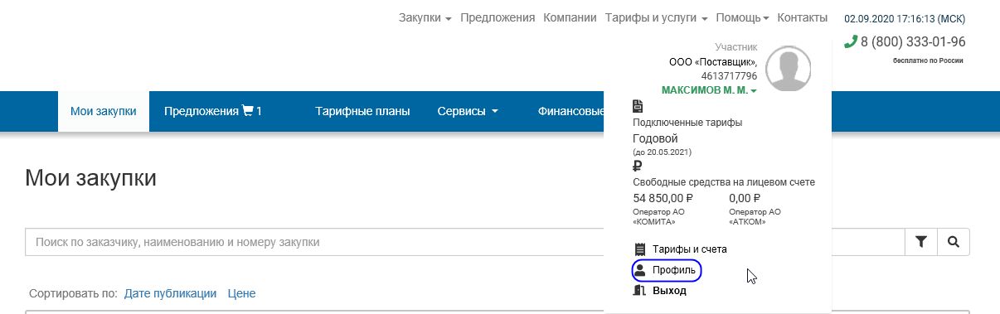 Закупки Предложения Компании Тарифы и услуги Помощь Контакты 02.09.2020 17:16:13 (МСК)
8 (800) 333-01-96
бесплатно по России
Участник
ООО «Поставщик»,
4613717796
МАКСИМОВ М. М.
Мои закупки Предложения 1 Тарифные планы Сервисы Финансовые
Подключенные тарифы
Годовой
(до 20.05.2021)
₽
Свободные средства на лицевом счете
54 850,00 ₽ 0,00 ₽
Оператор АО Оператор АО
«КОМИТА» «АТКОМ»
Тарифы и счета
Профиль
Выход
Мои закупки
Поиск по заказчику, наименованию и номеру закупки
Сортировать по: Дате публикации Цене